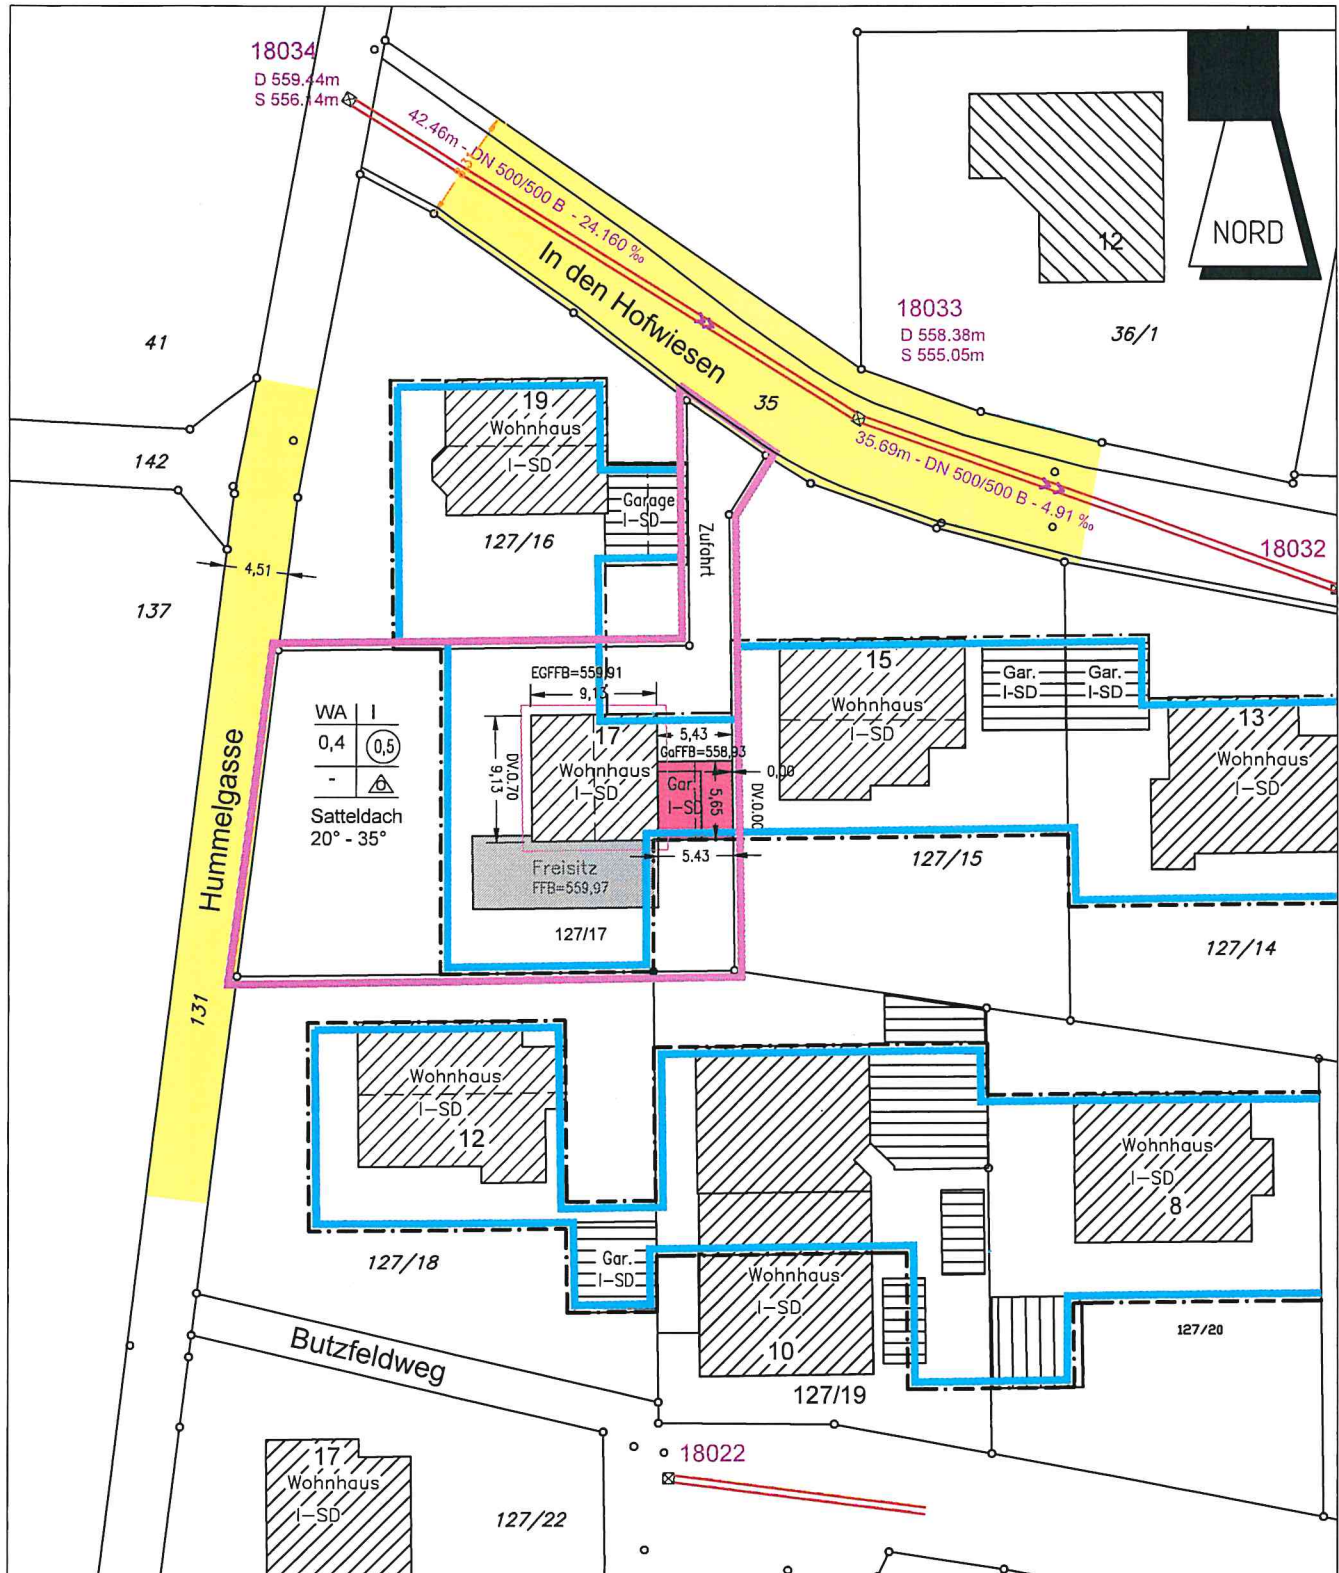 18034
D 559.44m
S 556.14m
42.46m - DN 500/500 B - 24.160 ‰
In den Hofwiesen
12
NORD
18033
D 558.38m
S 555.05m
36/1
41
35
19
Wohnhaus
I-SD
35.69m - DN 500/500 B - 4.91 ‰
142
Garage
I-SD
Zufahrt
127/16
18032
4,51
137
EGFFB=559,91
9,13
15
Wohnhaus
I-SD
Gar.
I-SD
Gar.
I-SD
13
Wohnhaus
I-SD
WA I
0,4 0,5
-
Satteldach
20° - 35°
Hummelgasse
DV.0.70
9,13
17
Wohnhaus
I-SD
5,43
GaFFB=558,93
0,00
Gar.
I-SD
5,65
DV.0.00
5.43
127/15
Freisitz
FFB=559,97
127/17
127/14
131
Wohnhaus
I-SD
12
Wohnhaus
I-SD
8
127/18
Gar.
I-SD
Wohnhaus
I-SD
10
127/20
Butzfeldweg
127/19
18022
17
Wohnhaus
I-SD
127/22